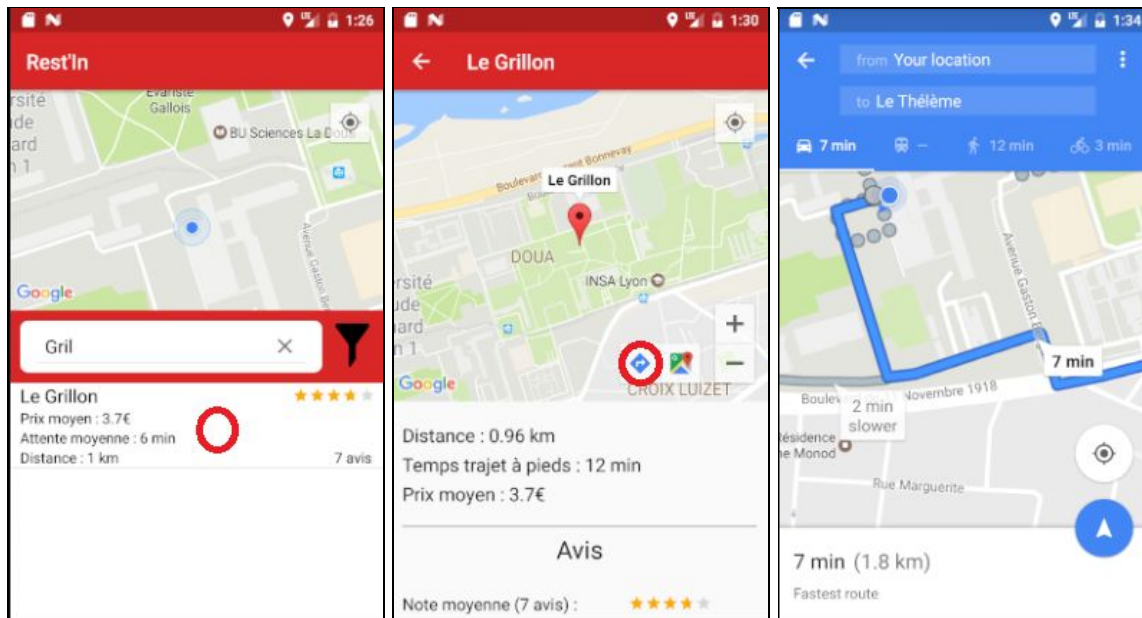 1:26
Rest'In
Evariste
Gallois
BU Sciences La Doua
Avenue Gaston
Google
Gril
Le Grillon
Prix moyen : 3.7€
Attente moyenne : 6 min
Distance : 1 km
7 avis
1:30
Le Grillon
Boulevard
Bonnevay
Le Grillon
DOUA
INSA Lyon
Google
CROIX LUIZET
Distance : 0.96 km
Temps trajet à pieds : 12 min
Prix moyen : 3.7€
Avis
Note moyenne (7 avis) :
1:34
from Your location
to Le Thélème
7 min
12 min
3 min
Avenue Gaston
7 min
Novembre 1918
2 min
slower
Résidence
Monod
Rue Marguerite
7 min (1.8 km)
Fastest route